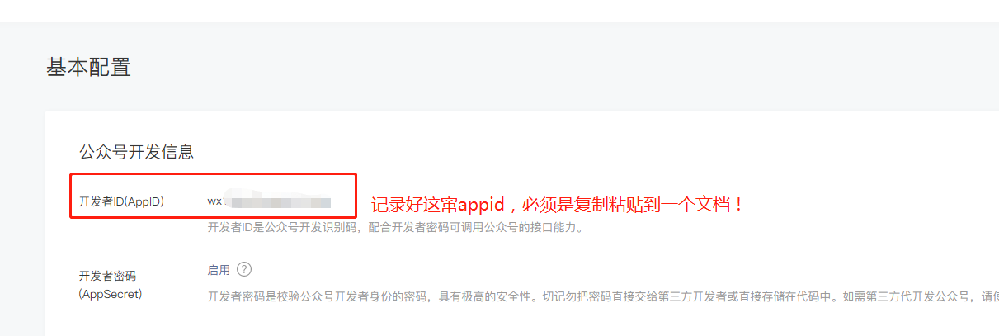 基本配置
公众号开发信息
开发者ID(AppID)
wx
记录好这窜appid，必须是复制粘贴到一个文档！
开发者ID是公众号开发识别码，配合开发者密码可调用公众号的接口能力。
开发者密码
(AppSecret)
启用 ?
开发者密码是校验公众号开发者身份的密码，具有极高的安全性。切记勿把密码直接交给第三方开发者或直接存储在代码中。如需第三方代开发公众号，请